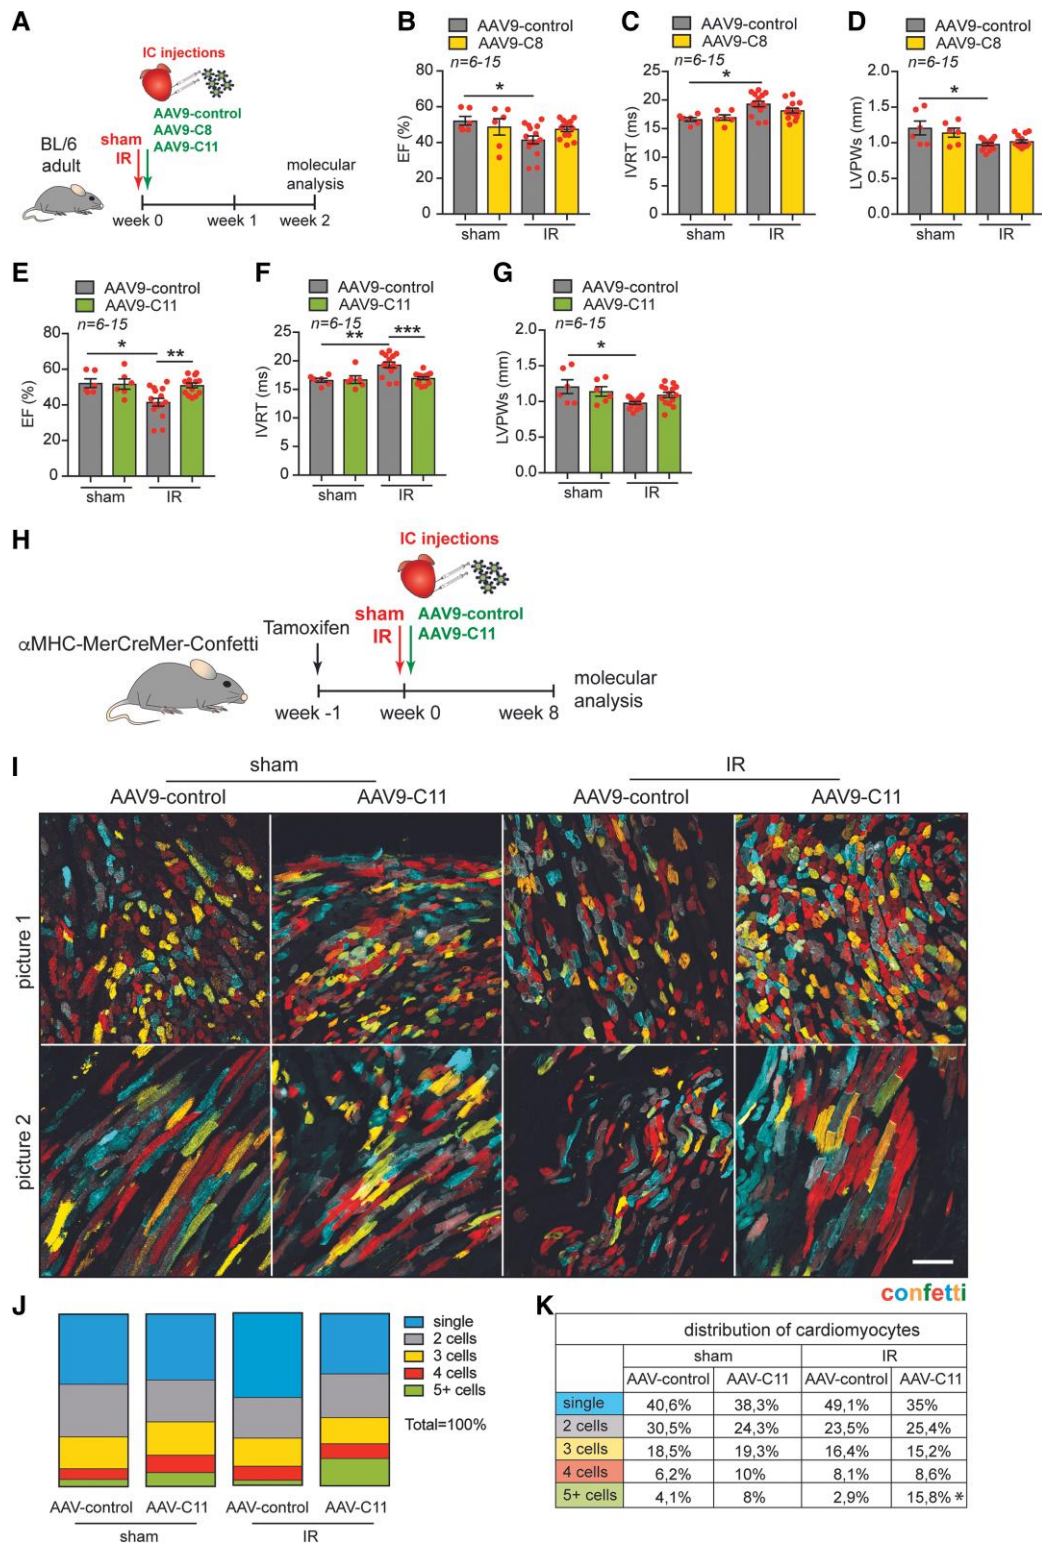 A
IC injections
AAV9-control
AAV9-C8
AAV9-C11
sham
IR
BL/6
adult
molecular
analysis
week 0
week 1
week 2
B
AAV9-control
AAV9-C8
n=6-15
*
EF (%)
80
60
40
20
0
sham
IR
C
AAV9-control
AAV9-C8
n=6-15
*
IVRT (ms)
25
20
15
10
5
0
sham
IR
D
AAV9-control
AAV9-C8
n=6-15
*
LVPWs (mm)
2.0
1.5
1.0
0.5
0.0
sham
IR
E
AAV9-control
AAV9-C11
n=6-15
*
**
EF (%)
80
60
40
20
0
sham
IR
F
AAV9-control
AAV9-C11
n=6-15
**
***
IVRT (ms)
25
20
15
10
5
0
sham
IR
G
AAV9-control
AAV9-C11
n=6-15
*
LVPWs (mm)
2.0
1.5
1.0
0.5
0.0
sham
IR
H
IC injections
AAV9-control
AAV9-C11
sham
IR
Tamoxifen
αMHC-MerCreMer-Confetti
molecular
analysis
week -1
week 0
week 8
I
sham
IR
AAV9-control
AAV9-C11
AAV9-control
AAV9-C11
picture 1
picture 2
confetti
J
single
2 cells
3 cells
4 cells
5+ cells
Total=100%
AAV-control AAV-C11 AAV-control AAV-C11
sham
IR
K
distribution of cardiomyocytes
sham IR
AAV-control AAV-C11 AAV-control AAV-C11
single 40,6% 38,3% 49,1% 35%
2 cells 30,5% 24,3% 23,5% 25,4%
3 cells 18,5% 19,3% 16,4% 15,2%
4 cells 6,2% 10% 8,1% 8,6%
5+ cells 4,1% 8% 2,9% 15,8% *